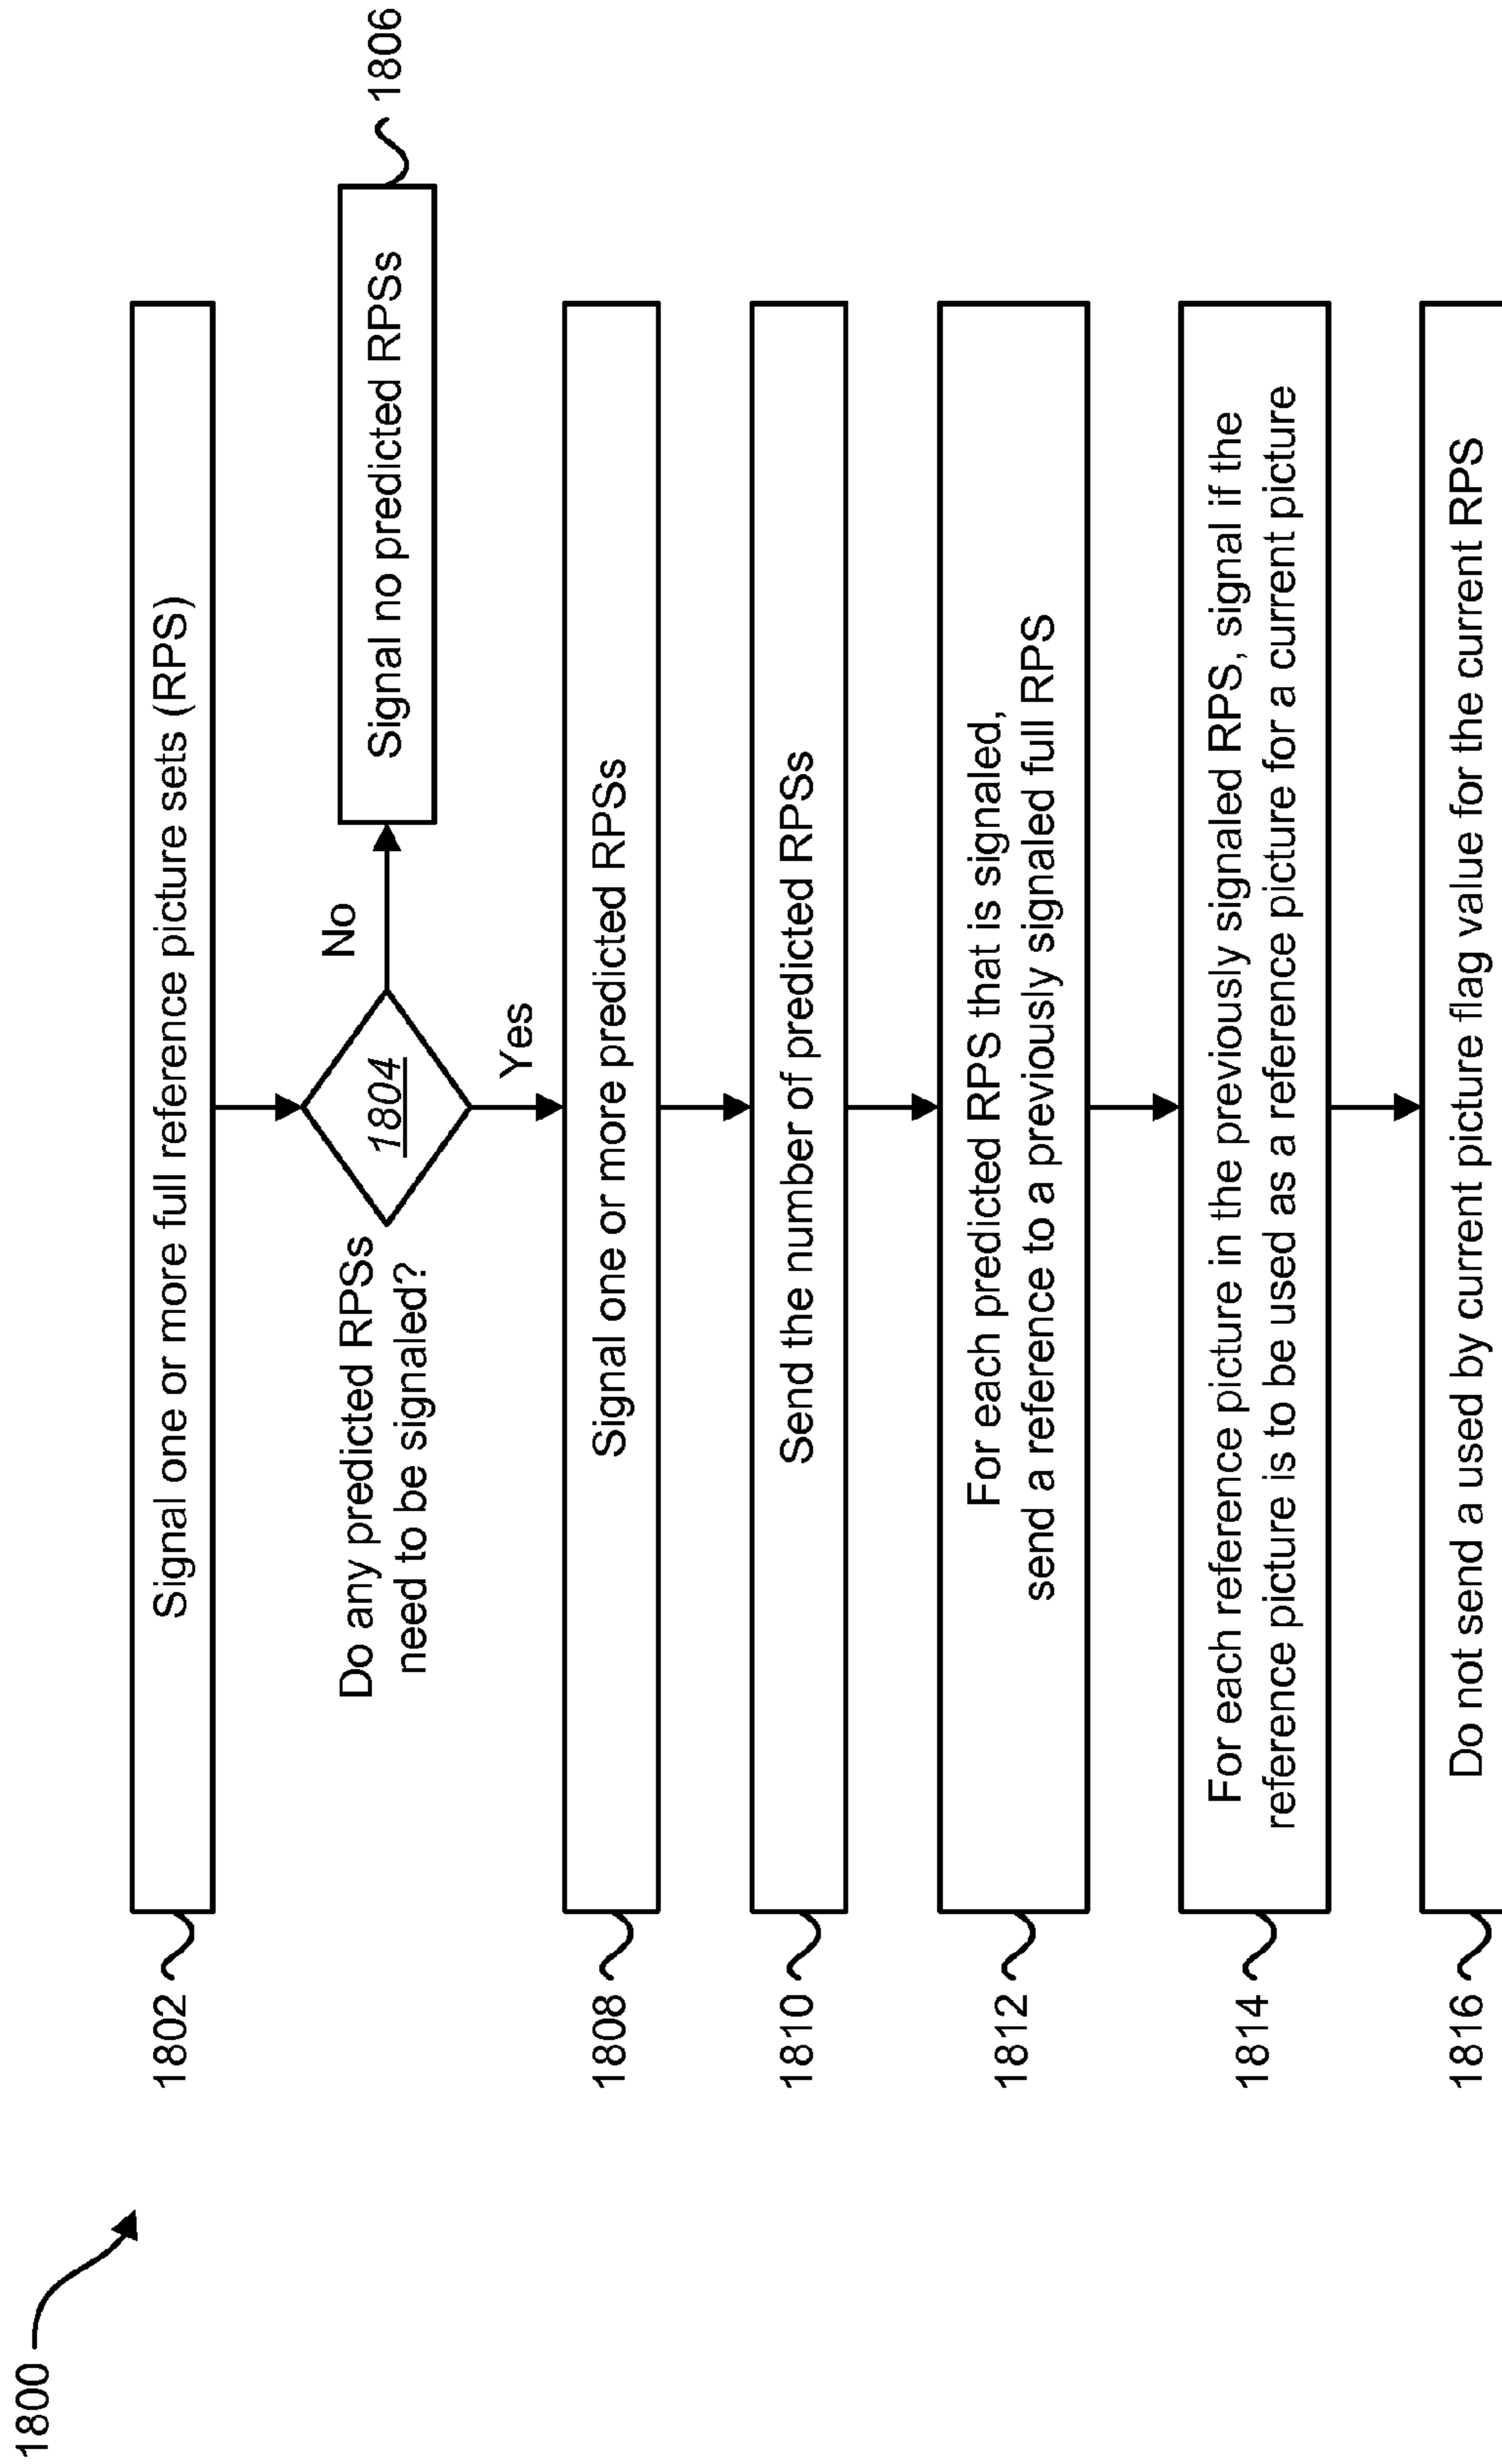 1800
1802
Signal one or more full reference picture sets (RPS)
Do any predicted RPSs
need to be signaled?
1804
No
Signal no predicted RPSs
1806
Yes
1808
Signal one or more predicted RPSs
1810
Send the number of predicted RPSs
1812
For each predicted RPS that is signaled,
send a reference to a previously signaled full RPS
1814
For each reference picture in the previously signaled RPS, signal if the
reference picture is to be used as a reference picture for a current picture
1816
Do not send a used by current picture flag value for the current RPS